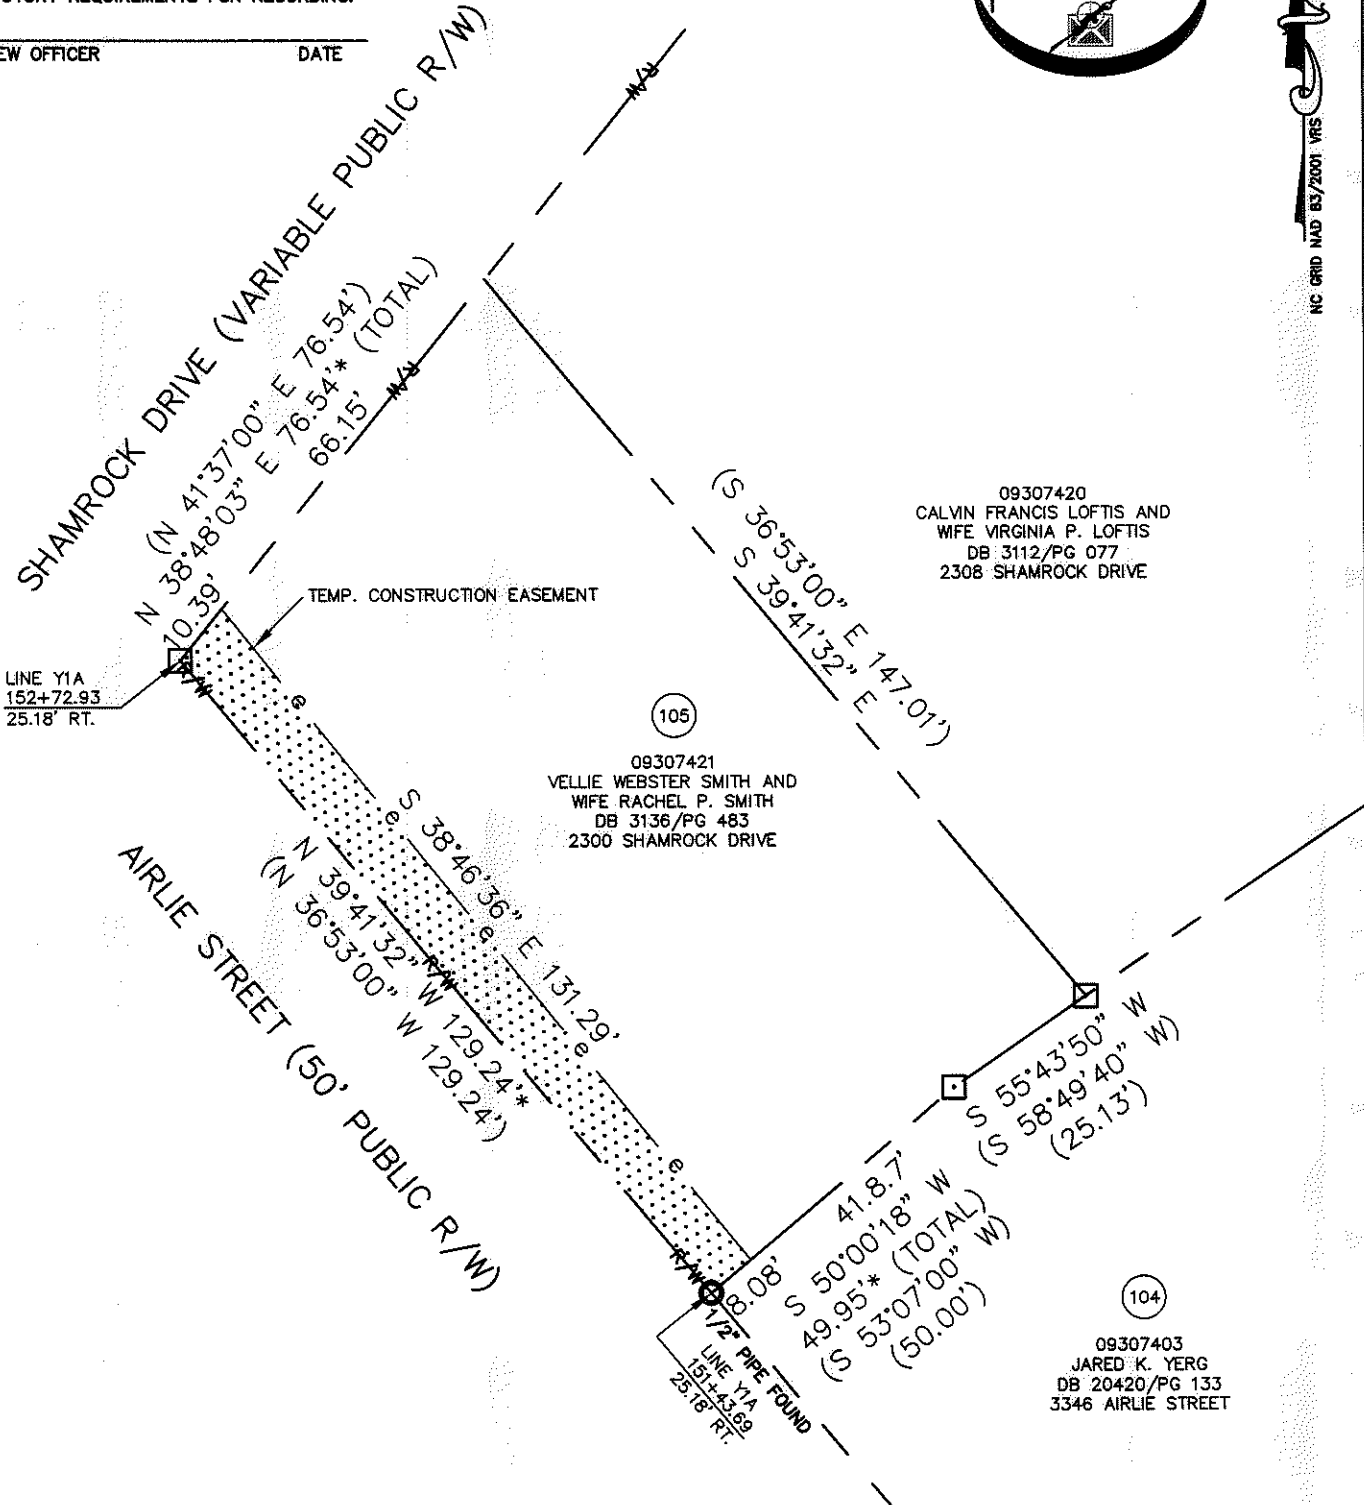 EW OFFICER DATE
NC GRID NAD 83/2001 VRS
R/W
SHAMROCK DRIVE (VARIABLE PUBLIC R/W)
(N 41°37'00" E 76.54')
N 38°48'03" E 76.54'* (TOTAL)
10.39'
66.15'
R/W
TEMP. CONSTRUCTION EASEMENT
LINE Y1A
152+72.93
25.18' RT.
R/W
(S 36°53'00" E 147.01')
S 39°41'32" E
09307420
CALVIN FRANCIS LOFTIS AND
WIFE VIRGINIA P. LOFTIS
DB 3112/PG 077
2308 SHAMROCK DRIVE
105
09307421
VELLIE WEBSTER SMITH AND
WIFE RACHEL P. SMITH
DB 3136/PG 483
2300 SHAMROCK DRIVE
e
e
e
e
e
S 38°46'36" E 131.29'
N 39°41'32" W 129.24'*
(N 36°53'00" W 129.24')
R/W
AIRLIE STREET (50' PUBLIC R/W)
S 55°43'50" W
(S 58°49'40" W)
(25.13')
41.8.7'
8.08'
S 50°00'18" W
49.95'* (TOTAL)
(S 53°07'00" W)
(50.00')
R/W
1/2" PIPE FOUND
LINE Y1A
151+43.69
25.18' RT.
104
09307403
JARED K. YERG
DB 20420/PG 133
3346 AIRLIE STREET